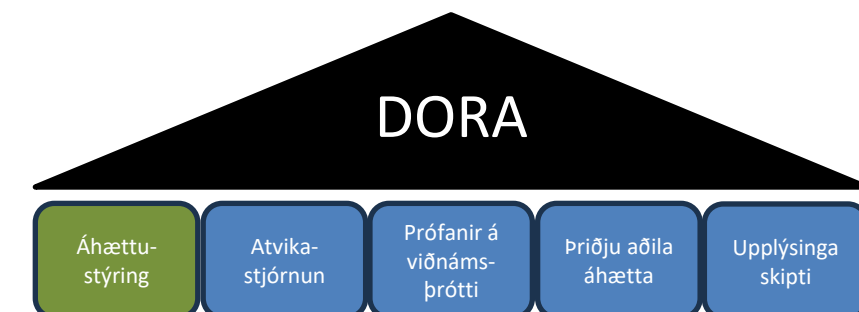 DORA
Áhættu-
stýring
Atvika-
stjórnun
Prófanir á
viðnáms-
þrótti
Þriðju aðila
áhætta
Upplýsinga
skipti